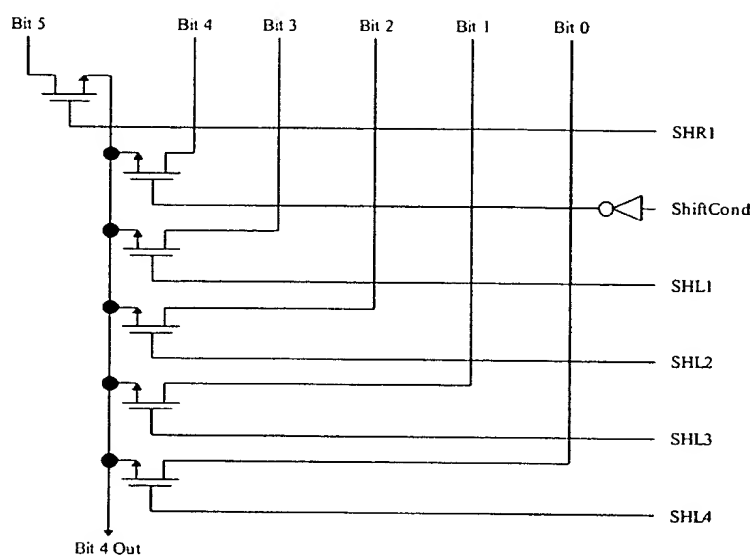 Bit 5
Bit 4
Bit 3
Bit 2
Bit 1
Bit 0
SHR1
ShiftCond
SHL1
SHL2
SHL3
SHL4
Bit 4 Out